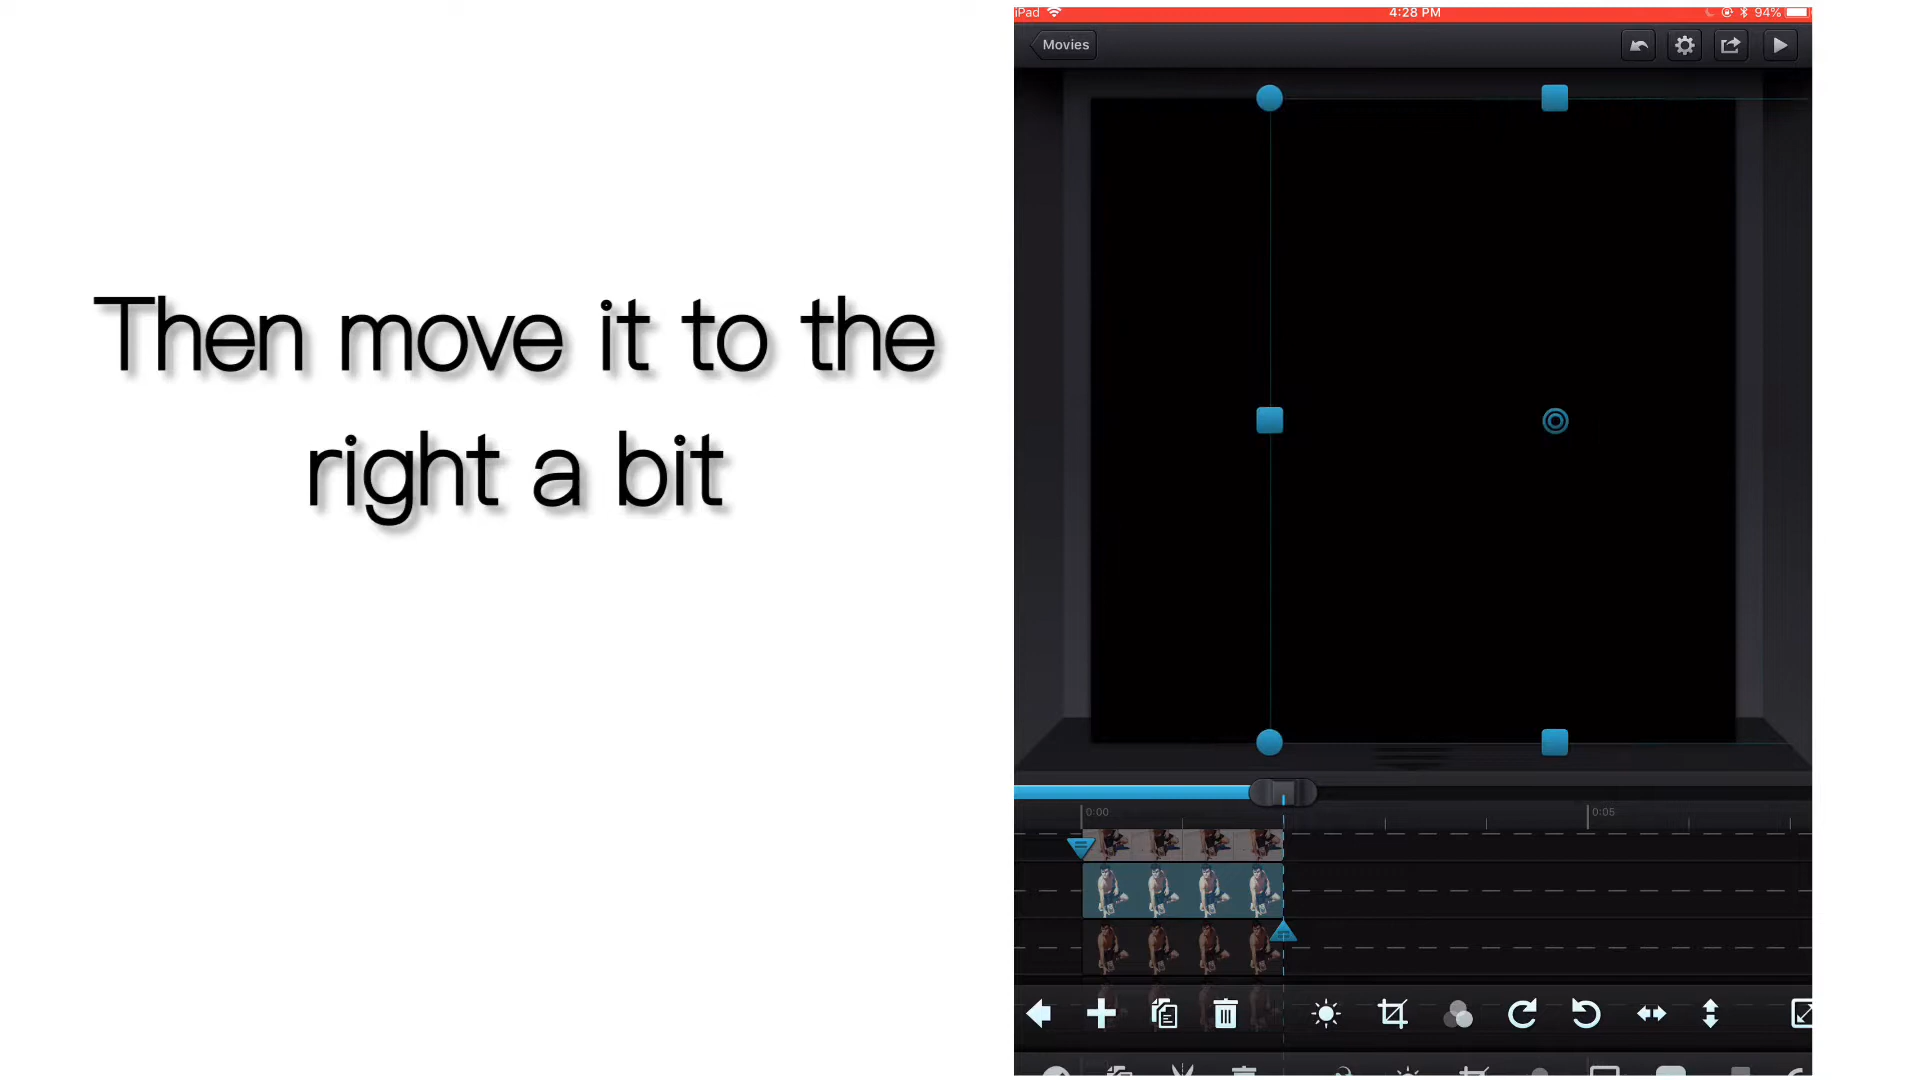 iPad 4:28 PM 94%
Movies
Then move it to the
right a bit
0:00 0:05